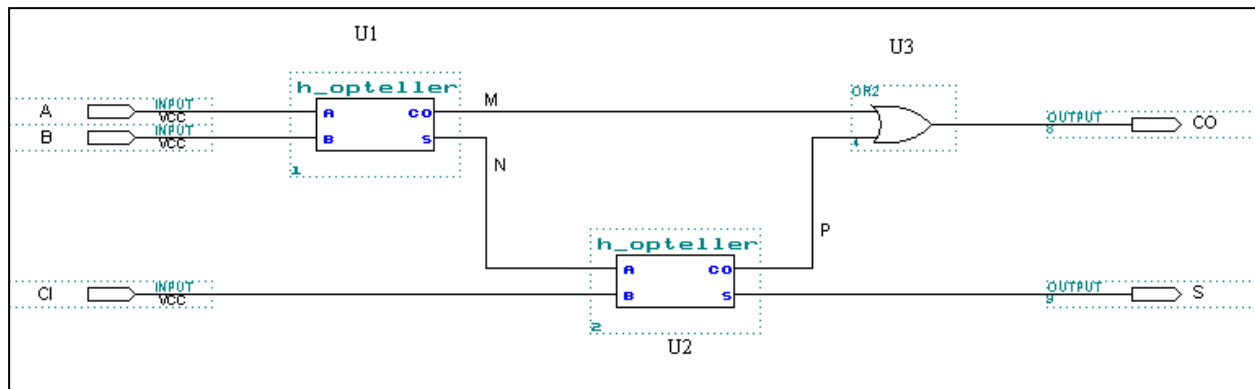 U1
U3
h_opteller
OR2
A
INPUT
VCC
A
CO
M
B
INPUT
VCC
B
S
1
N
4
OUTPUT
8
CO
h_opteller
P
CI
INPUT
VCC
A
CO
B
S
2
OUTPUT
9
S
U2